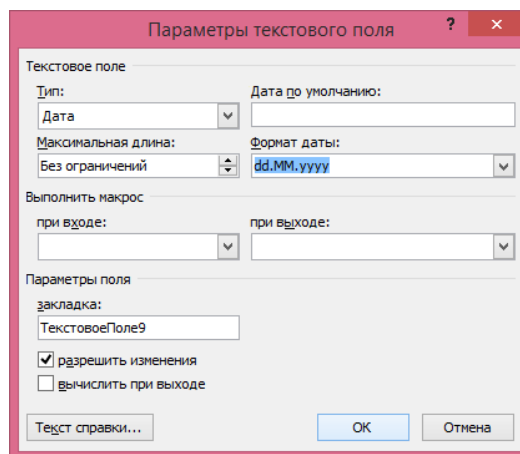 Параметры текстового поля ? ×
Текстовое поле
Тип: Дата по умолчанию:
Дата
Максимальная длина: Формат даты:
Без ограничений dd.MM.yyyy
Выполнить макрос
при входе: при выходе:
Параметры поля
закладка:
ТекстовоеПоле9
разрешить изменения
вычислить при выходе
Текст справки... ОК Отмена